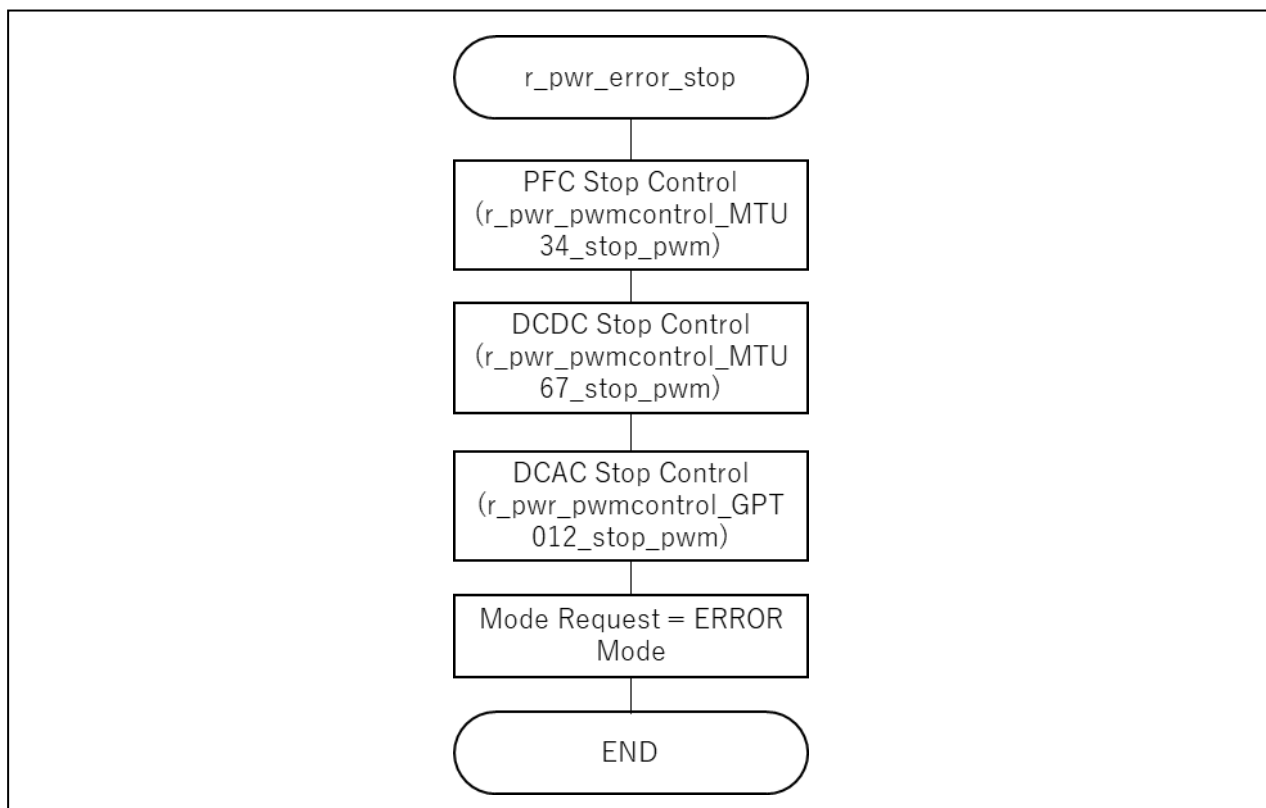 r_pwr_error_stop
PFC Stop Control
(r_pwr_pwmcontrol_MTU
34_stop_pwm)
DCDC Stop Control
(r_pwr_pwmcontrol_MTU
67_stop_pwm)
DCAC Stop Control
(r_pwr_pwmcontrol_GPT
012_stop_pwm)
Mode Request = ERROR
Mode
END